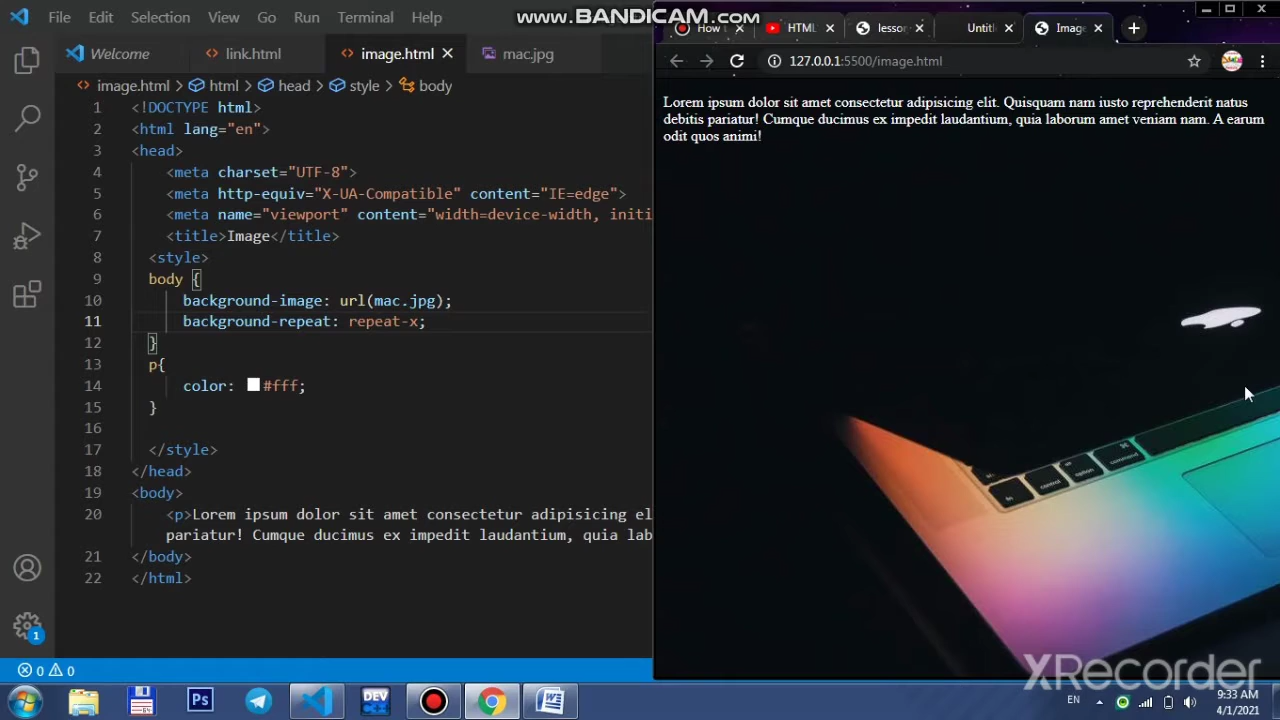 File Edit Selection View Go Run Terminal Help
www.BANDICAM.com
Welcome link.html image.html mac.jpg
image.html > html > head > style > body
1 <!DOCTYPE html>
2 <html lang="en">
3 <head>
4 <meta charset="UTF-8">
5 <meta http-equiv="X-UA-Compatible" content="IE=edge">
6 <meta name="viewport" content="width=device-width, initi
7 <title>Image</title>
8 <style>
9 body {
10 background-image: url(mac.jpg);
11 background-repeat: repeat-x;
12 }
13 p{
14 color: #fff;
15 }
16
17 </style>
18 </head>
19 <body>
20 <p>Lorem ipsum dolor sit amet consectetur adipisicing el
pariatur! Cumque ducimus ex impedit laudantium, quia lab
21 </body>
22 </html>
1
0 0
How t HTML lesso Untitl Image
127.0.0.1:5500/image.html
Lorem ipsum dolor sit amet consectetur adipisicing elit. Quisquam nam iusto reprehenderit natus
debitis pariatur! Cumque ducimus ex impedit laudantium, quia laborum amet veniam nam. A earum
odit quos animi!
fn control option command
XRecorder
Ps DEV
EN
9:33 AM
4/1/2021